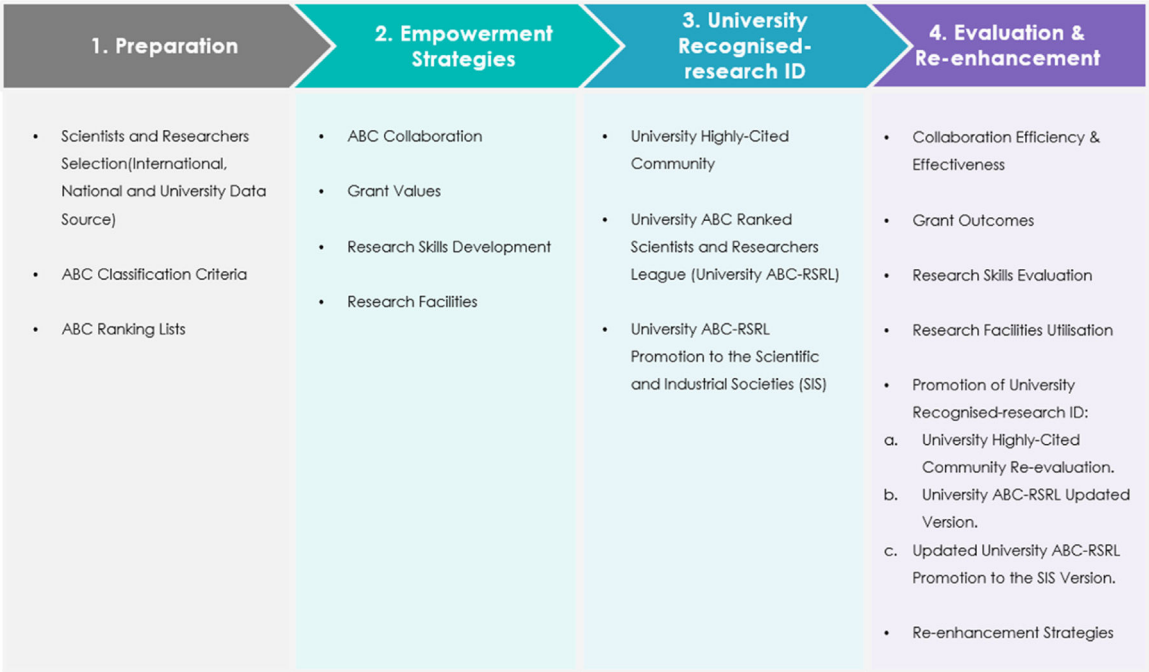 1. Preparation
2. Empowerment
Strategies
3. University
Recognised-
research ID
4. Evaluation &
Re-enhancement
• Scientists and Researchers
Selection(International,
National and University Data
Source)
• ABC Classification Criteria
• ABC Ranking Lists
• ABC Collaboration
• Grant Values
• Research Skills Development
• Research Facilities
• University Highly-Cited
Community
• University ABC Ranked
Scientists and Researchers
League (University ABC-RSRL)
• University ABC-RSRL
Promotion to the Scientific
and Industrial Societies (SIS)
• Collaboration Efficiency &
Effectiveness
• Grant Outcomes
• Research Skills Evaluation
• Research Facilities Utilisation
• Promotion of University
Recognised-research ID:
a. University Highly-Cited
Community Re-evaluation.
b. University ABC-RSRL Updated
Version.
c. Updated University ABC-RSRL
Promotion to the SIS Version.
• Re-enhancement Strategies